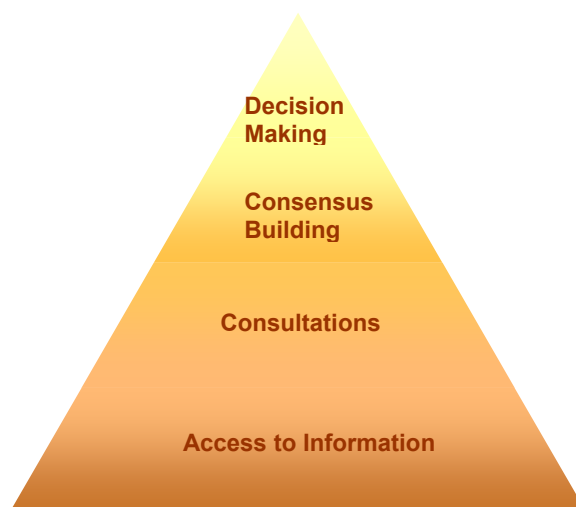 Decision
Making
Consensus
Building
Consultations
Access to Information